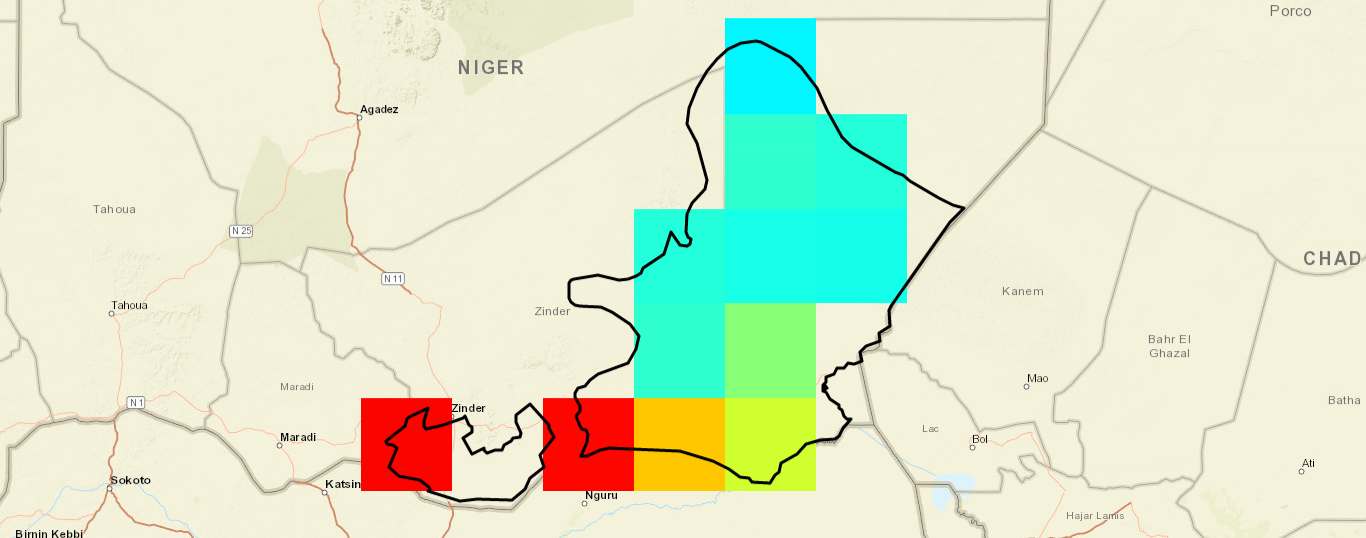 Porco
NIGER
Agadez
Tahoua
N 25
CHAD
N 11
Kanem
Tahoua
Zinder
Bahr El
Ghazal
Mao
Maradi
N 1
Batha
Zinder
Lac
Maradi
Bol
Ati
Sokoto
Katsin
Nguru
Hajar Lamis
Birnin Kebbi